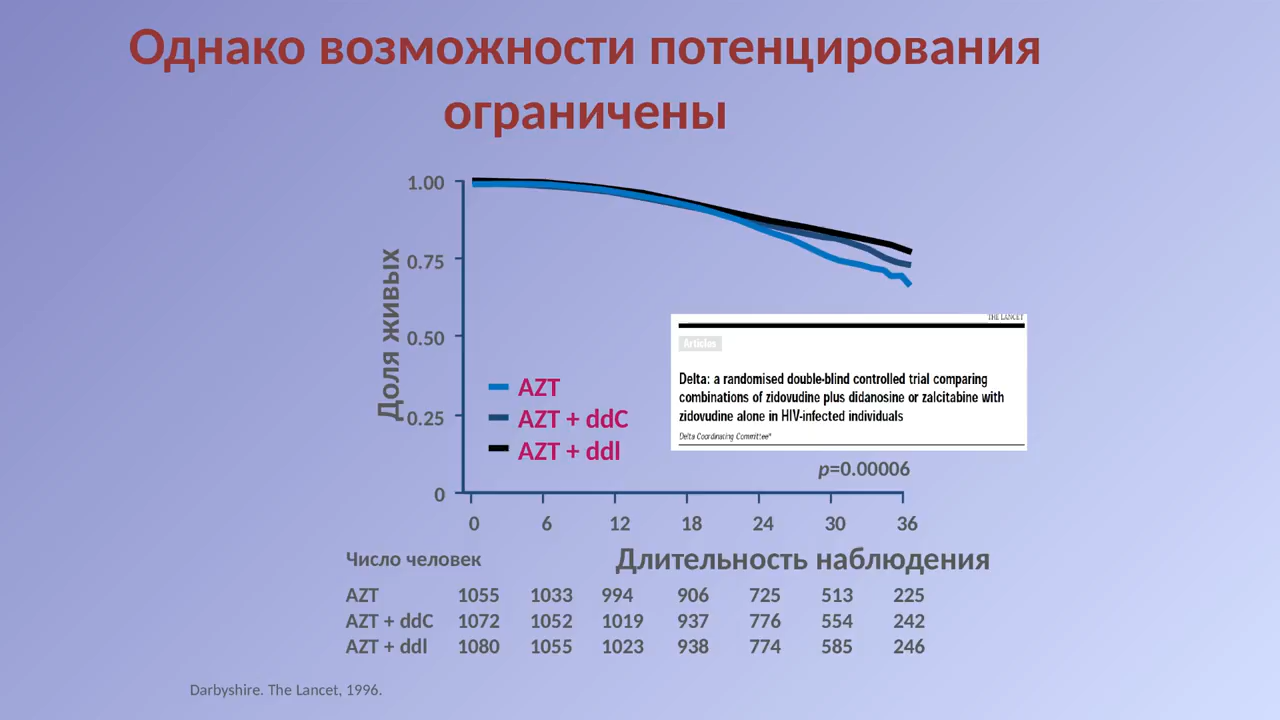 Однако возможности потенцирования
ограничены
1.00
0.75
0.50
0.25
0
Доля живых
AZT
AZT + ddC
AZT + ddl
THE LANCET
Articles
Delta: a randomised double-blind controlled trial comparing
combinations of zidovudine plus didanosine or zalcitabine with
zidovudine alone in HIV-infected individuals
Delta Coordinating Committee*
p=0.00006
0 6 12 18 24 30 36
Число человек
Длительность наблюдения
AZT 1055 1033 994 906 725 513 225
AZT + ddC 1072 1052 1019 937 776 554 242
AZT + ddl 1080 1055 1023 938 774 585 246
Darbyshire. The Lancet, 1996.